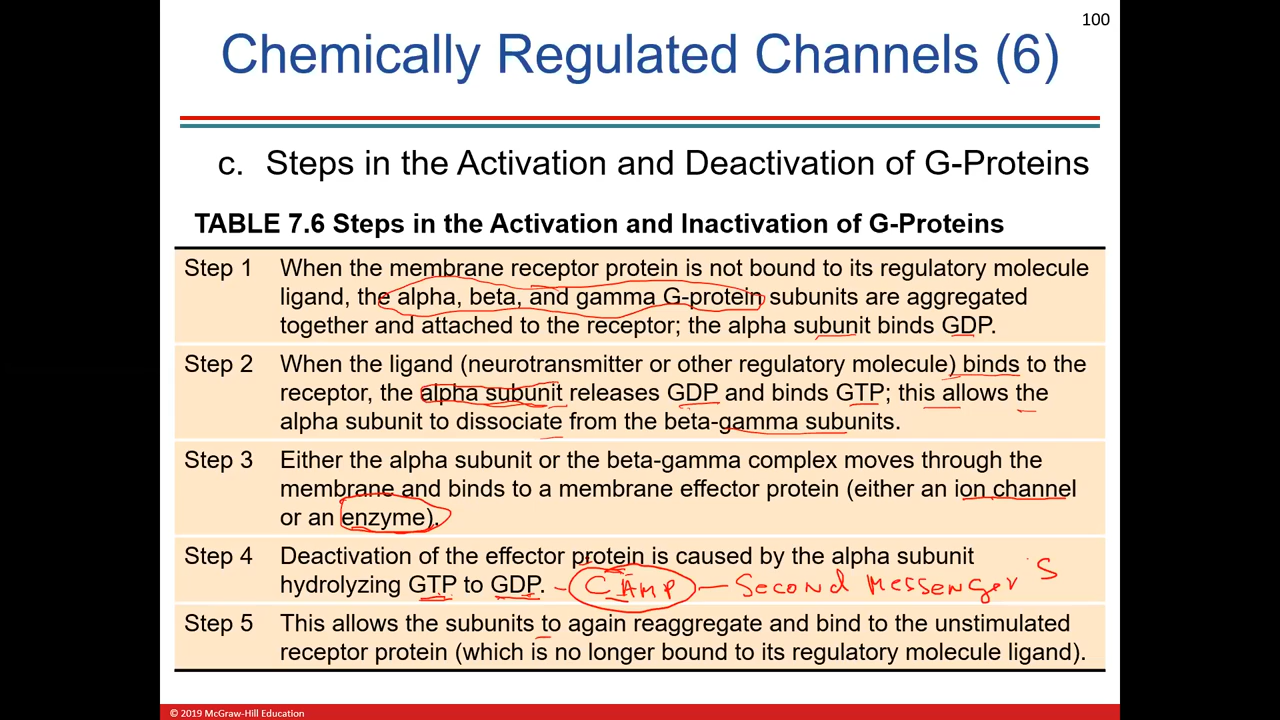 100
Chemically Regulated Channels (6)
c. Steps in the Activation and Deactivation of G-Proteins
TABLE 7.6 Steps in the Activation and Inactivation of G-Proteins
Step 1 When the membrane receptor protein is not bound to its regulatory molecule
ligand, the alpha, beta, and gamma G-protein subunits are aggregated
together and attached to the receptor; the alpha subunit binds GDP.
Step 2 When the ligand (neurotransmitter or other regulatory molecule) binds to the
receptor, the alpha subunit releases GDP and binds GTP; this allows the
alpha subunit to dissociate from the beta-gamma subunits.
Step 3 Either the alpha subunit or the beta-gamma complex moves through the
membrane and binds to a membrane effector protein (either an ion channel
or an enzyme).
Step 4 Deactivation of the effector protein is caused by the alpha subunit
hydrolyzing GTP to GDP. - CAMP - Second Messenger S
Step 5 This allows the subunits to again reaggregate and bind to the unstimulated
receptor protein (which is no longer bound to its regulatory molecule ligand).
© 2019 McGraw-Hill Education